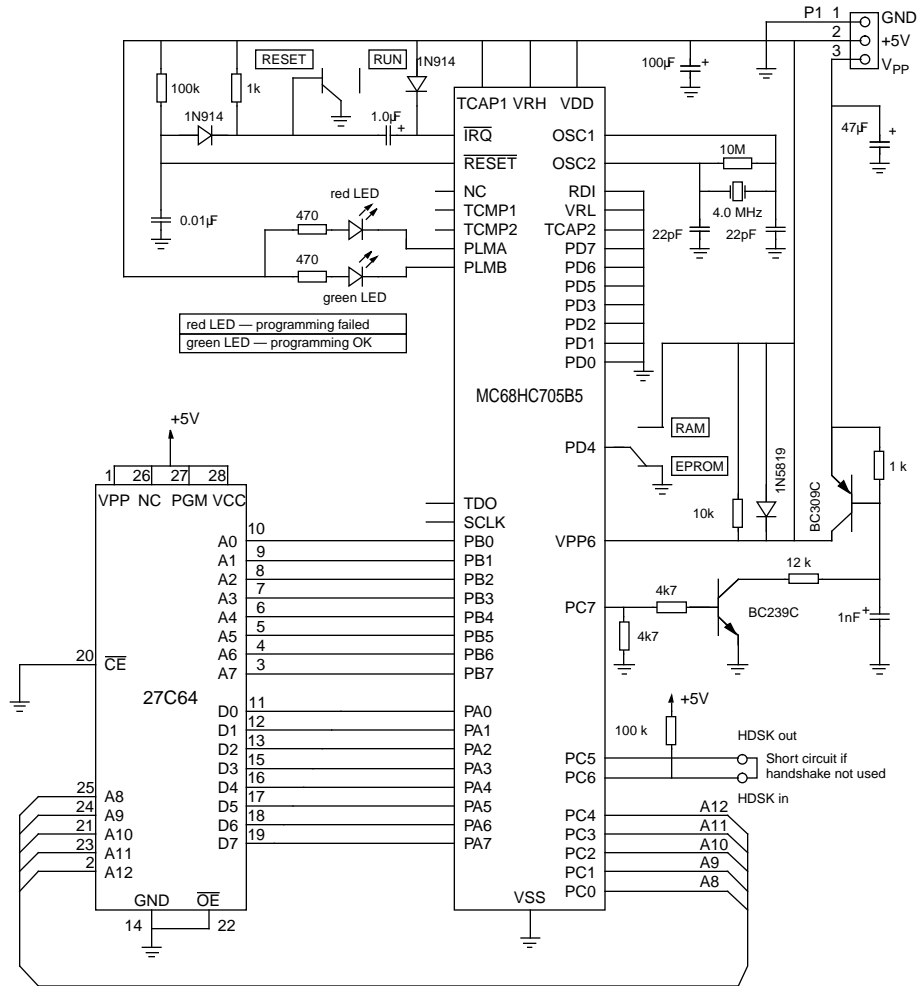 P1 1 GND
2 +5V
3 VPP
RESET RUN 1N914
100k 1k
100µF +
TCAP1 VRH VDD
1N914 1.0µF +
47µF +
IRQ OSC1
10M
RESET OSC2
NC RDI
red LED
TCMP1 VRL 4.0 MHz
0.01µF 470
TCMP2 TCAP2 22pF 22pF
PLMA PD7
470
PLMB PD6
green LED
PD5
PD3
red LED — programming failed
PD2
green LED — programming OK
PD1
PD0
MC68HC705B5
+5V
RAM
PD4
EPROM
1N5819
1 k
1 26 27 28
VPP NC PGM VCC
BC309C
TDO
10k
SCLK
A0 10 PB0 VPP6
A1 9 PB1
A2 8 PB2
12 k
A3 7 PB3
4k7
PC7
A4 6 PB4
BC239C
1nF +
A5 5 PB5
4k7
A6 4 PB6
20 CE
A7 3 PB7
27C64
+5V
D0 11 PA0
100 k
D1 12 PA1
HDSK out
D2 13 PA2
PC5
Short circuit if
D3 15 PA3
PC6
handshake not used
D4 16 PA4
HDSK in
25 A8
D5 17 PA5
24 A9
PC4 A12
D6 18 PA6
21 A10
PC3 A11
D7 19 PA7
23 A11
PC2 A10
2 A12
PC1 A9
PC0 A8
GND OE
VSS
14 22